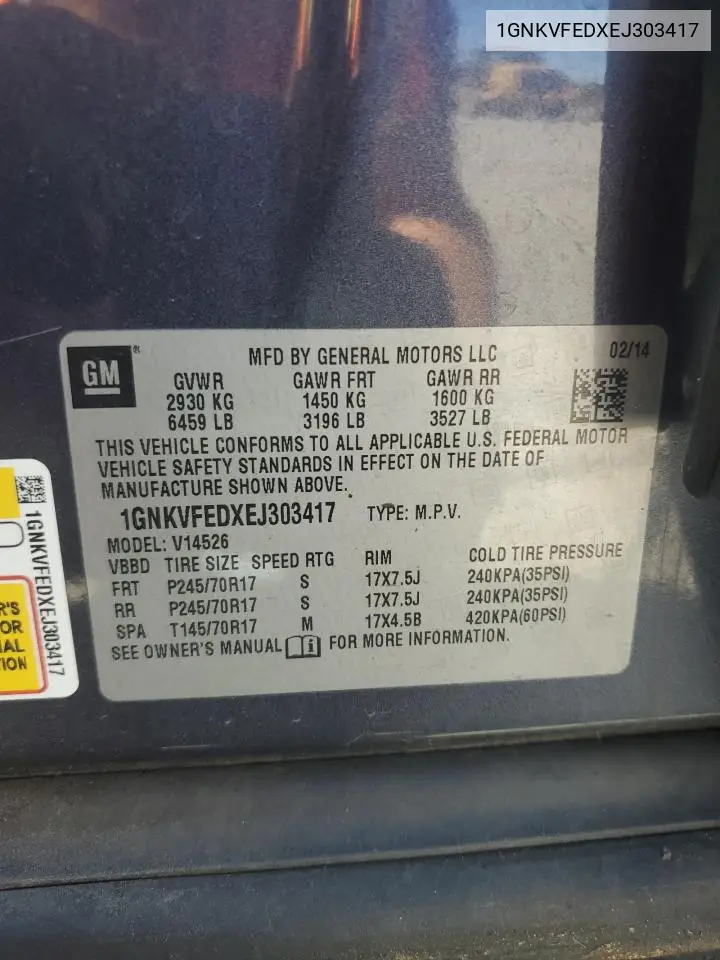 1GNKVFEDXEJ303417
GM® MFD BY GENERAL MOTORS LLC 02/14
GVWR GAWR FRT GAWR RR
2930 KG 1450 KG 1600 KG
6459 LB 3196 LB 3527 LB
THIS VEHICLE CONFORMS TO ALL APPLICABLE U.S. FEDERAL MOTOR
VEHICLE SAFETY STANDARDS IN EFFECT ON THE DATE OF
MANUFACTURE SHOWN ABOVE.
1GNKVFEDXEJ303417 TYPE: M.P.V.
MODEL: V14526
VBBD TIRE SIZE SPEED RTG RIM COLD TIRE PRESSURE
FRT P245/70R17 S 17X7.5J 240KPA(35PSI)
RR P245/70R17 S 17X7.5J 240KPA(35PSI)
SPA T145/70R17 M 17X4.5B 420KPA(60PSI)
SEE OWNER'S MANUAL i FOR MORE INFORMATION.
1GNKVFEDXEJ303417
R'S
OR
IAL
ION